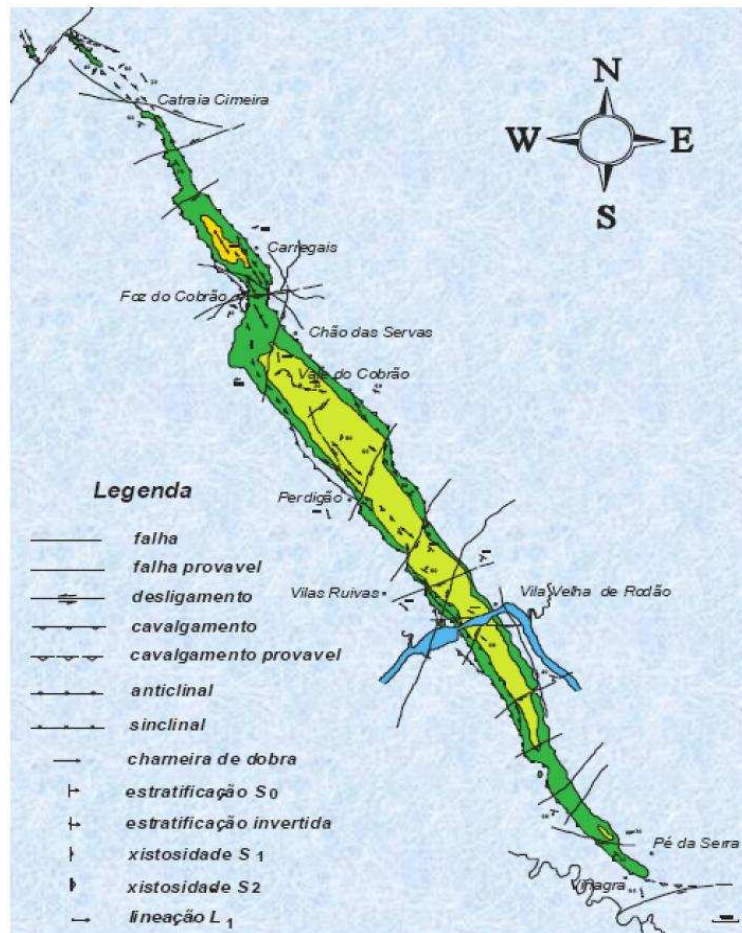 Catraia Cimeira
N
W E
S
Carregais
Foz do Cobrão
Chão das Servas
Vale do Cobrão
Legenda
Perdigão
falha
falha provavel
desligamento
Vilas Ruivas
Vila Velha de Rodão
cavalgamento
cavalgamento provavel
anticlinal
sinclinal
charneira de dobra
estratificação S0
estratificação invertida
xistosidade S1
Pé da Serra
xistosidade S2
Vinagra
lineação L1